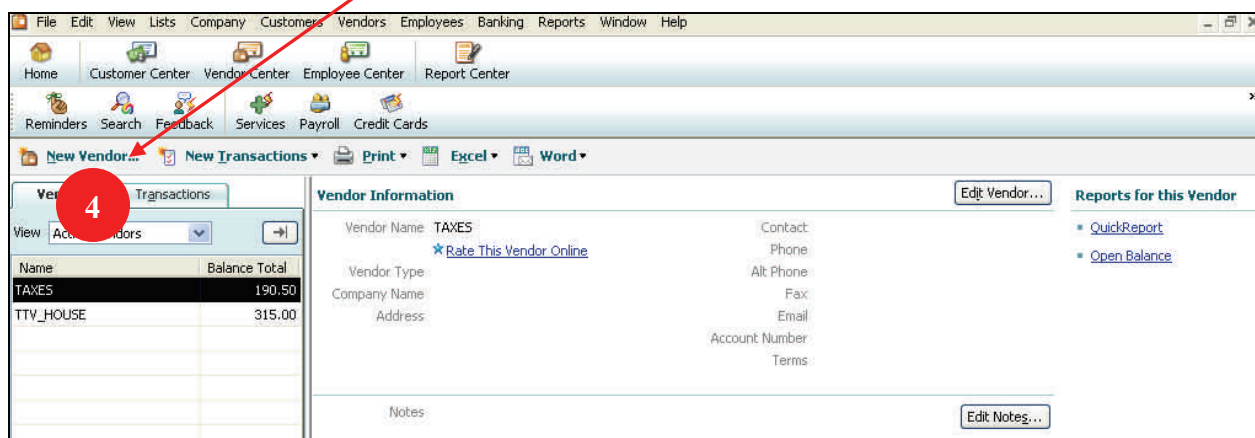 File Edit View Lists Company Customers Vendors Employees Banking Reports Window Help
Home Customer Center Vendor Center Employee Center Report Center
Reminders Search Feedback Services Payroll Credit Cards
New Vendor... New Transactions Print Excel Word
4
Transactions
View
Name Balance Total
TAXES 190.50
TTV_HOUSE 315.00
Vendor Information Edit Vendor...
Vendor Name TAXES Contact
Rate This Vendor Online Phone
Vendor Type Alt Phone
Company Name Fax
Address Email
Account Number
Terms
Notes Edit Notes...
Reports for this Vendor
QuickReport
Open Balance